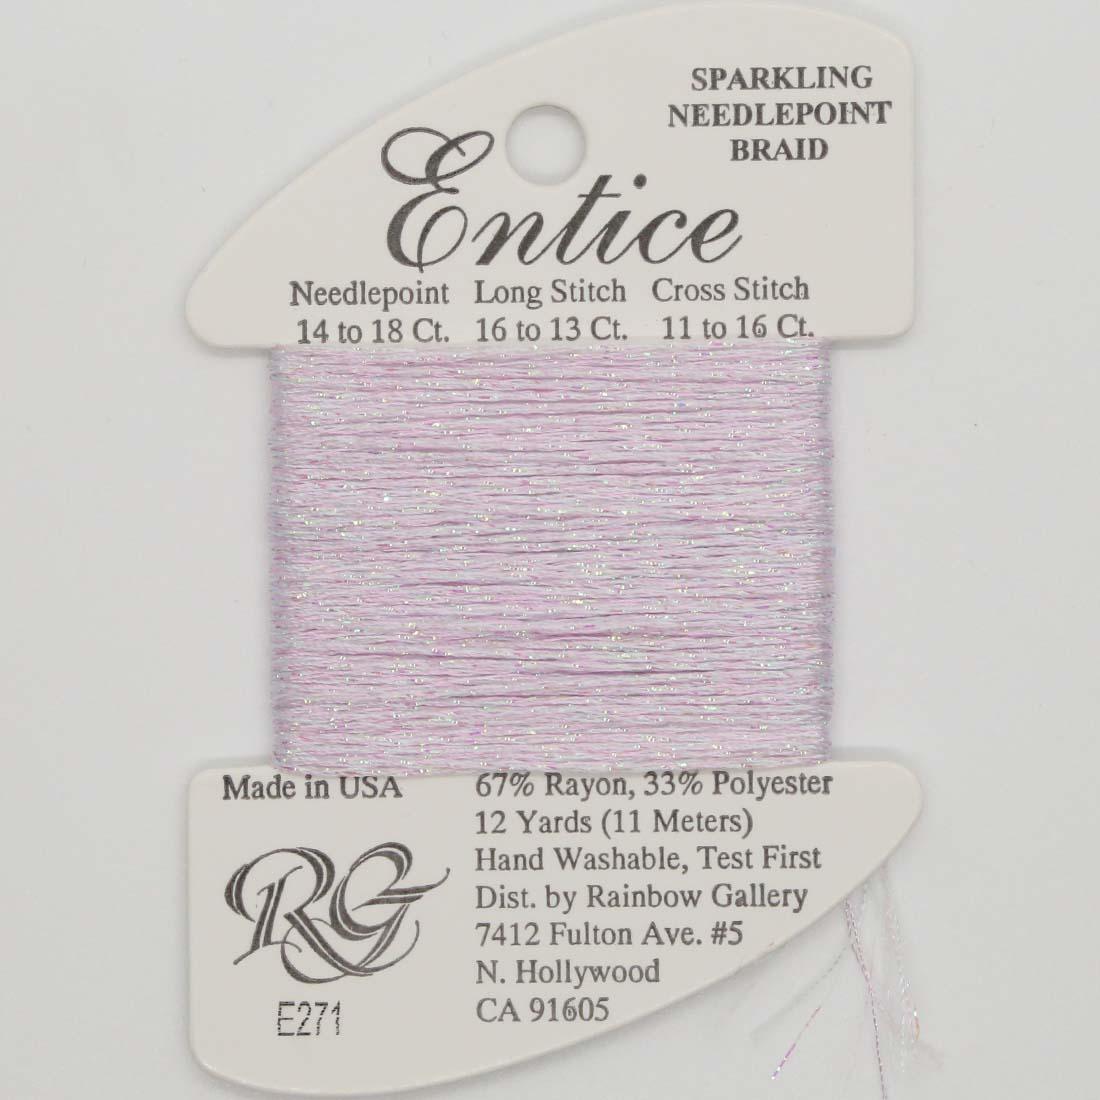 SPARKLING
NEEDLEPOINT
BRAID
Entice
Needlepoint Long Stitch Cross Stitch
14 to 18 Ct. 16 to 13 Ct. 11 to 16 Ct.
Made in USA
67% Rayon, 33% Polyester
12 Yards (11 Meters)
Hand Washable, Test First
Dist. by Rainbow Gallery
7412 Fulton Ave. #5
N. Hollywood
CA 91605
RG
E271